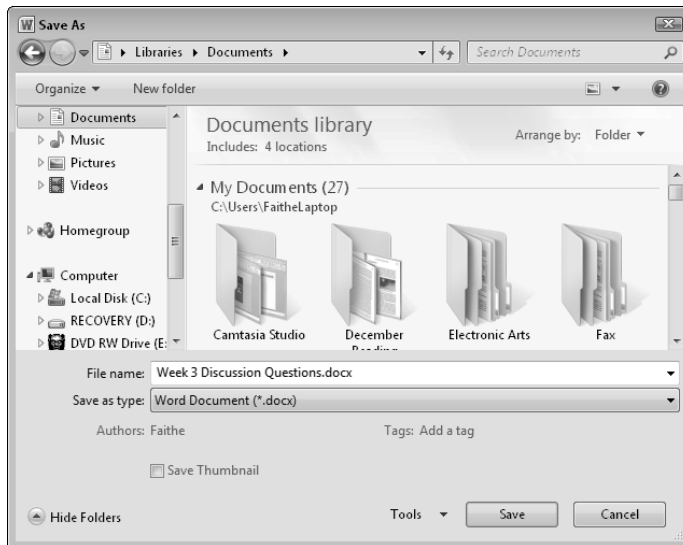 W Save As
Libraries Documents
Search Documents
Organize New folder
Documents
Music
Pictures
Videos
Homegroup
Computer
Local Disk (C:)
RECOVERY (D:)
DVD RW Drive (E:
Documents library
Includes: 4 locations
Arrange by: Folder
My Documents (27)
C:\Users\FaitheLaptop
Camtasia Studio
December
Reading
Electronic Arts
Fax
File name: Week 3 Discussion Questions.docx
Save as type: Word Document (*.docx)
Authors: Faithe
Tags: Add a tag
Save Thumbnail
Hide Folders
Tools
Save
Cancel